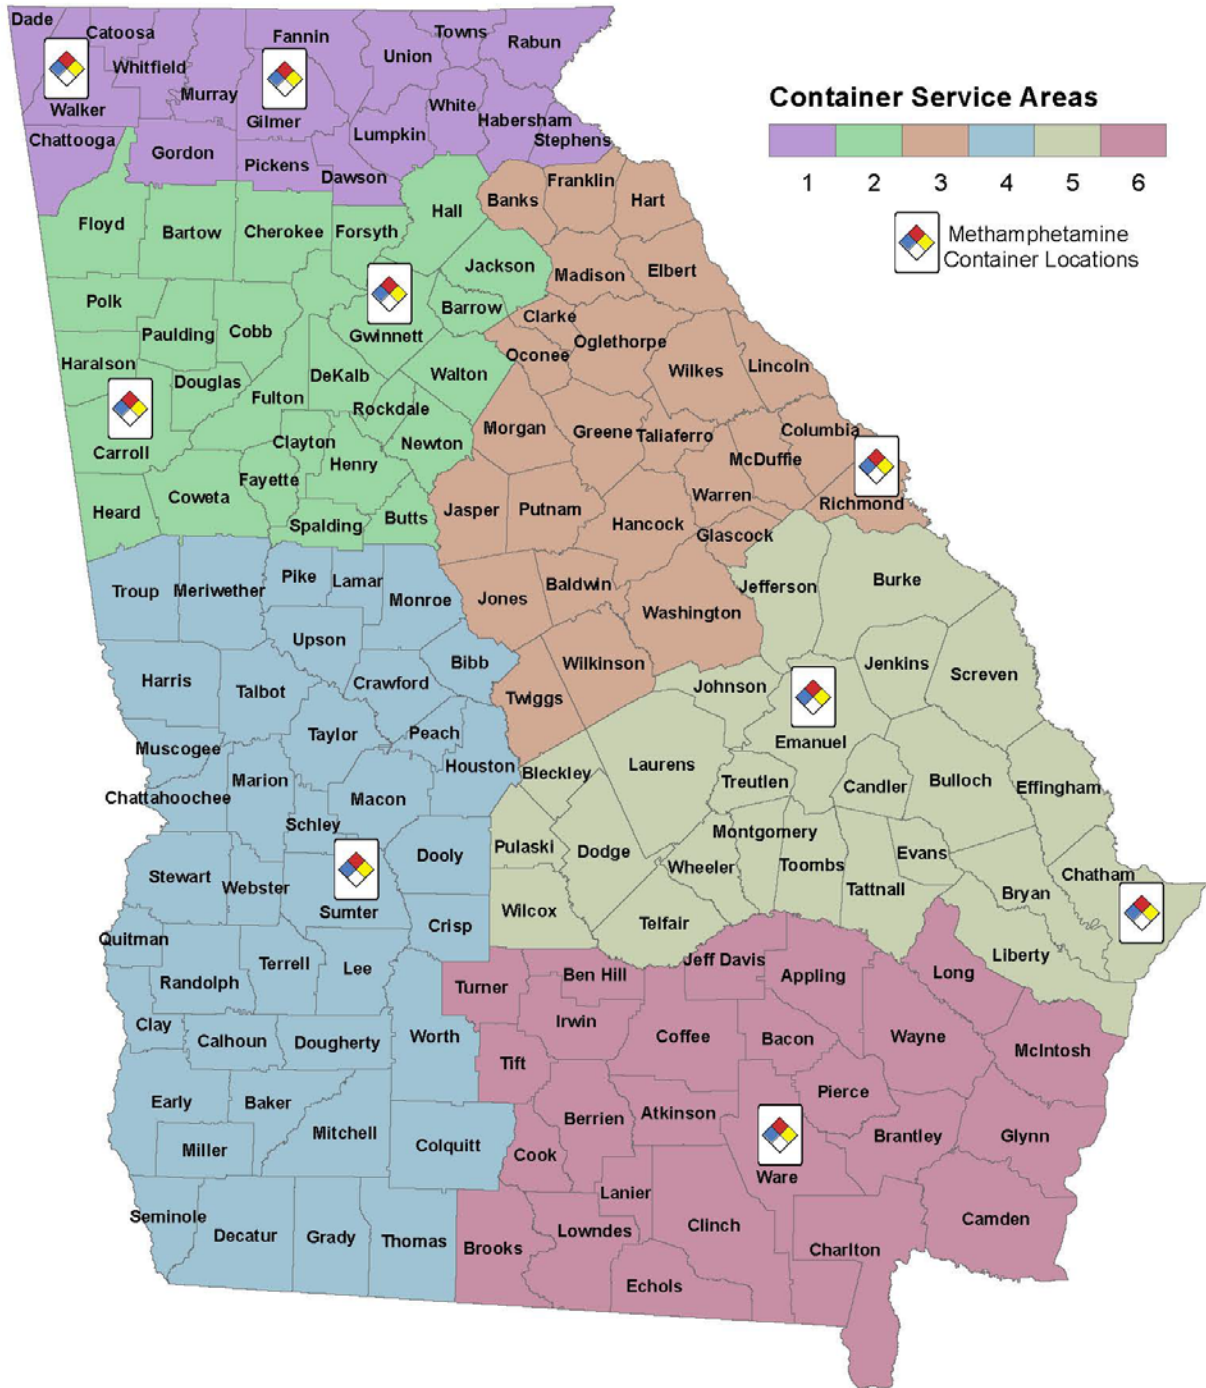 Dade
Catoosa
Fannin
Towns
Rabun
Union
Whitfield
Murray
Walker
Gilmer
White
Habersham
Lumpkin
Stephens
Chattooga
Gordon
Pickens
Dawson
Container Service Areas
1 2 3 4 5 6
Methamphetamine
Container Locations
Franklin
Banks
Hart
Hall
Floyd
Bartow
Cherokee
Forsyth
Jackson
Madison
Elbert
Polk
Barrow
Clarke
Paulding
Cobb
Gwinnett
Oglethorpe
Oconee
Haralson
Douglas
DeKalb
Walton
Wilkes
Lincoln
Fulton
Rockdale
Carroll
Clayton
Newton
Morgan
Greene
Taliaferro
Columbia
McDuffie
Henry
Fayette
Coweta
Heard
Spalding
Butts
Jasper
Putnam
Hancock
Warren
Richmond
Glascock
Troup
Meriwether
Pike
Lamar
Monroe
Jones
Baldwin
Washington
Jefferson
Burke
Upson
Bibb
Wilkinson
Jenkins
Screven
Harris
Talbot
Crawford
Twiggs
Johnson
Taylor
Peach
Emanuel
Muscogee
Marion
Houston
Bleckley
Laurens
Treutlen
Candler
Bulloch
Effingham
Chattahoochee
Macon
Schley
Dooly
Pulaski
Dodge
Montgomery
Wheeler
Toombs
Evans
Tattnall
Chatham
Bryan
Stewart
Webster
Sumter
Crisp
Wilcox
Telfair
Quitman
Terrell
Lee
Randolph
Liberty
Turner
Ben Hill
Jeff Davis
Appling
Long
Clay
Calhoun
Dougherty
Worth
Irwin
Coffee
Bacon
Wayne
McIntosh
Tift
Early
Baker
Pierce
Miller
Mitchell
Colquitt
Berrien
Atkinson
Brantley
Glynn
Cook
Ware
Lanier
Seminole
Decatur
Grady
Thomas
Brooks
Lowndes
Clinch
Charlton
Camden
Echols